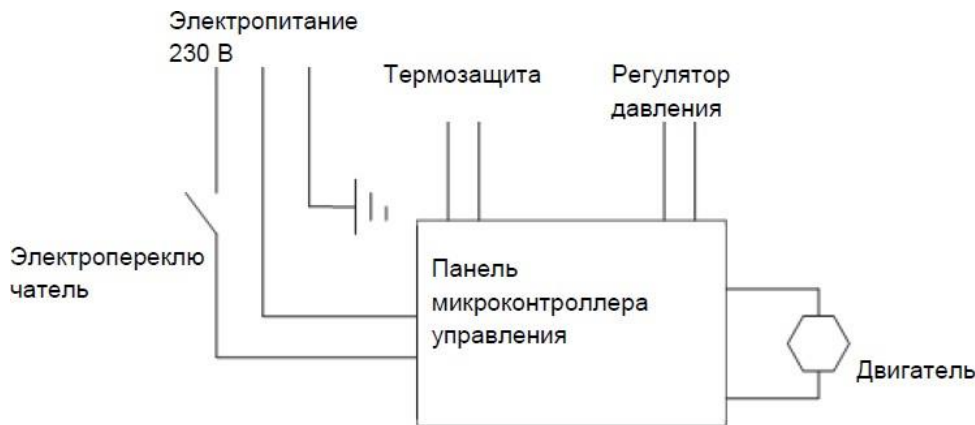 Электропитание
230 В
Термозащита
Регулятор
давления
Электропереклю
чатель
Панель
микроконтроллера
управления
Двигатель